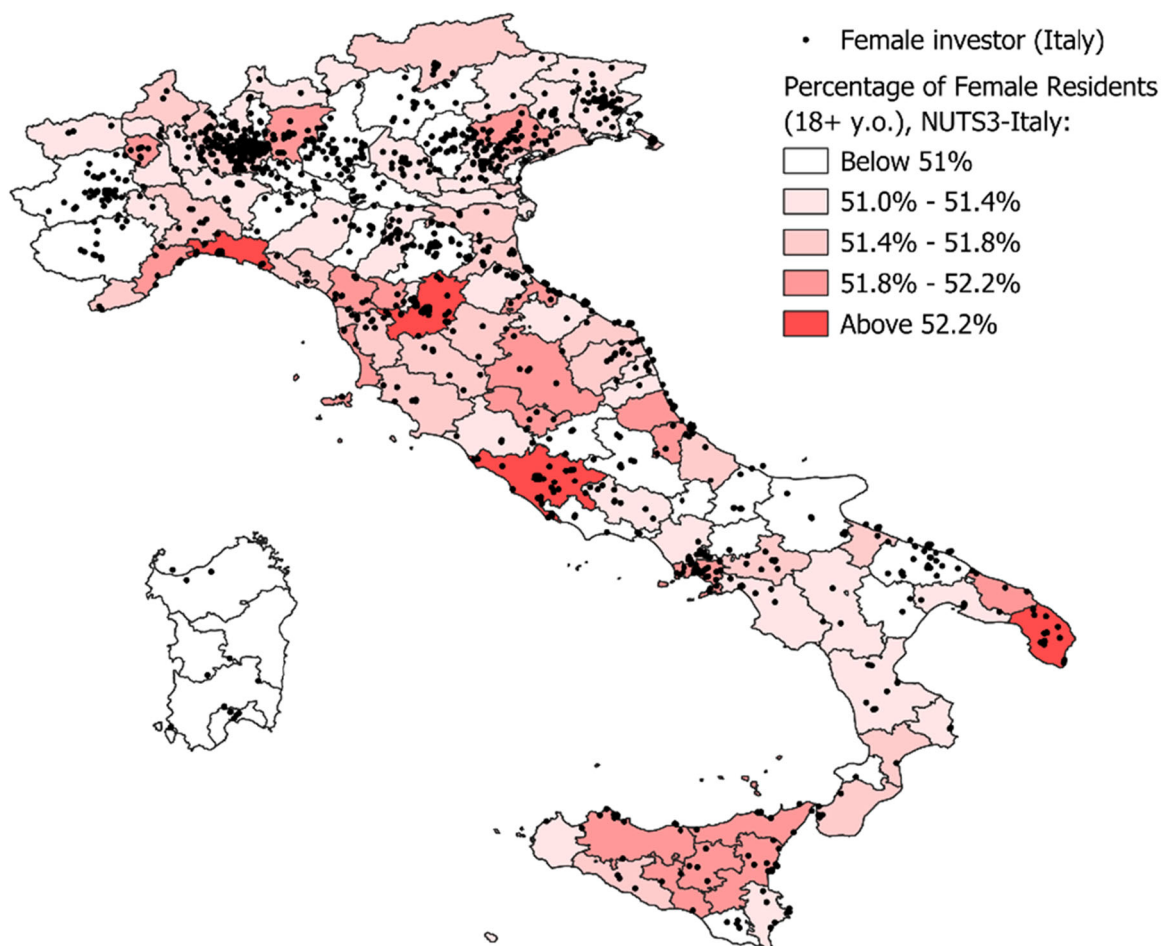 Female investor (Italy)
Percentage of Female Residents
(18+ y.o.), NUTS3-Italy:
Below 51%
51.0% - 51.4%
51.4% - 51.8%
51.8% - 52.2%
Above 52.2%